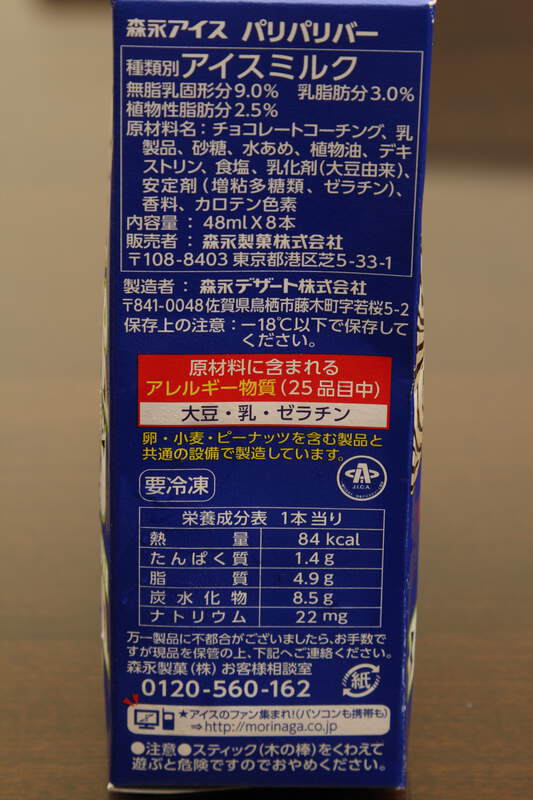 森永アイス パリパリバー
種類別 アイスミルク
無脂乳固形分9.0% 乳脂肪分3.0%
植物性脂肪分2.5%
原材料名：チョコレートコーチング、乳
製品、砂糖、水あめ、植物油、デキ
ストリン、食塩、乳化剤(大豆由来)、
安定剤(増粘多糖類、ゼラチン)、
香料、カロテン色素
内容量：48ml×8本
販売者：森永製菓株式会社
〒108-8403 東京都港区芝5-33-1
製造者：森永デザート株式会社
〒841-0048佐賀県鳥栖市藤木町字若桜5-2
保存上の注意：-18℃以下で保存して
ください。
原材料に含まれる
アレルギー物質(25品目中)
大豆・乳・ゼラチン
卵・小麦・ピーナッツを含む製品と
共通の設備で製造しています。
J.I.C.A
要冷凍
栄養成分表 1本当り
熱量 84kcal
たんぱく質 1.4g
脂質 4.9g
炭水化物 8.5g
ナトリウム 22mg
万一製品に不都合がございましたら、お手数で
すが現品を保管の上、下記へご連絡ください。
森永製菓(株)お客様相談室
0120-560-162
紙
★アイスのファン集まれ!(パソコンも携帯も)
⇒http://morinaga.co.jp
●注意●スティック(木の棒)をくわえて
遊ぶと危険ですのでおやめください。